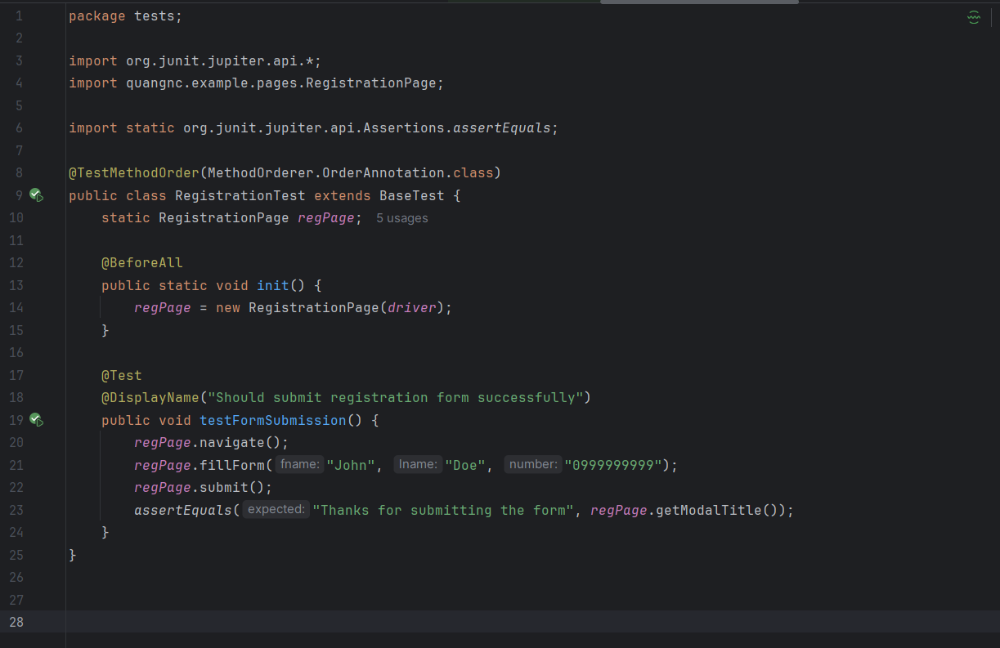 1 package tests;
2
3 import org.junit.jupiter.api.*;
4 import quangnc.example.pages.RegistrationPage;
5
6 import static org.junit.jupiter.api.Assertions.assertEquals;
7
8 @TestMethodOrder(MethodOrderer.OrderAnnotation.class)
9 public class RegistrationTest extends BaseTest {
10     static RegistrationPage regPage; 5 usages
11
12     @BeforeAll
13     public static void init() {
14         regPage = new RegistrationPage(driver);
15     }
16
17     @Test
18     @DisplayName("Should submit registration form successfully")
19     public void testFormSubmission() {
20         regPage.navigate();
21         regPage.fillForm( fname: "John", lname: "Doe", number: "0999999999");
22         regPage.submit();
23         assertEquals( expected: "Thanks for submitting the form", regPage.getModalTitle());
24     }
25 }
26
27
28